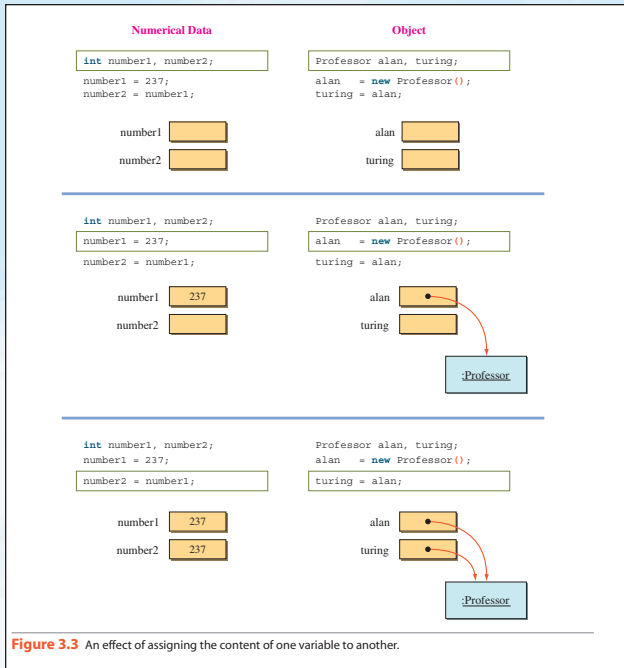 Numerical Data
Object
int number1, number2;
number1 = 237;
number2 = number1;
Professor alan, turing;
alan = new Professor();
turing = alan;
number1
number2
alan
turing
int number1, number2;
number1 = 237;
number2 = number1;
Professor alan, turing;
alan = new Professor();
turing = alan;
number1 237
number2
alan
turing
:Professor
int number1, number2;
number1 = 237;
number2 = number1;
Professor alan, turing;
alan = new Professor();
turing = alan;
number1 237
number2 237
alan
turing
:Professor
Figure 3.3 An effect of assigning the content of one variable to another.